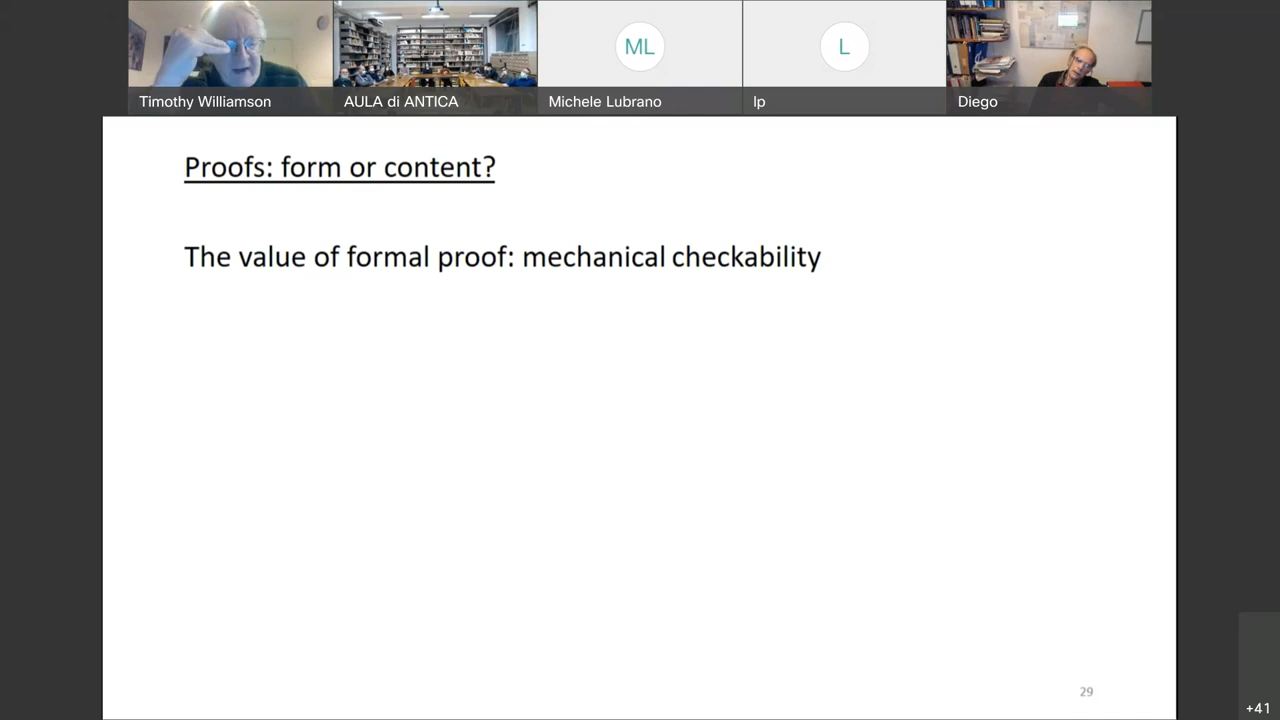 ML
L
Timothy Williamson
AULA di ANTICA
Michele Lubrano
lp
Diego
Proofs: form or content?
The value of formal proof: mechanical checkability
29
+41